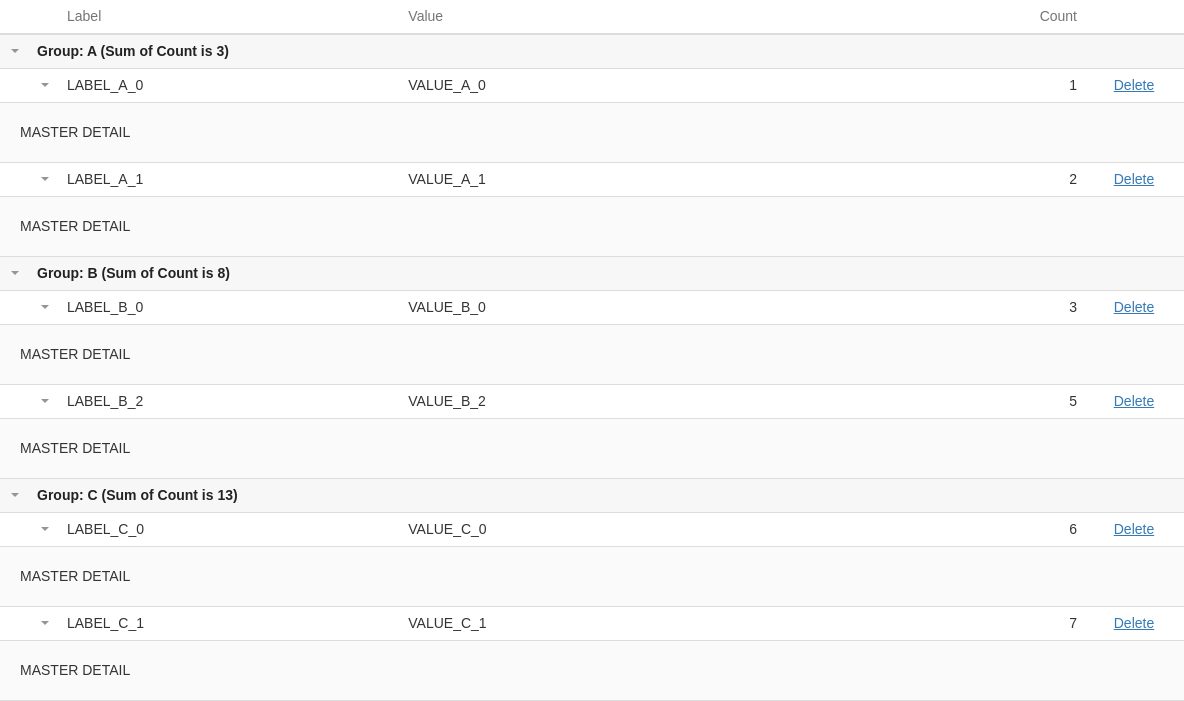 Label Value Count
Group: A (Sum of Count is 3)
LABEL_A_0 VALUE_A_0 1 Delete
MASTER DETAIL
LABEL_A_1 VALUE_A_1 2 Delete
MASTER DETAIL
Group: B (Sum of Count is 8)
LABEL_B_0 VALUE_B_0 3 Delete
MASTER DETAIL
LABEL_B_2 VALUE_B_2 5 Delete
MASTER DETAIL
Group: C (Sum of Count is 13)
LABEL_C_0 VALUE_C_0 6 Delete
MASTER DETAIL
LABEL_C_1 VALUE_C_1 7 Delete
MASTER DETAIL